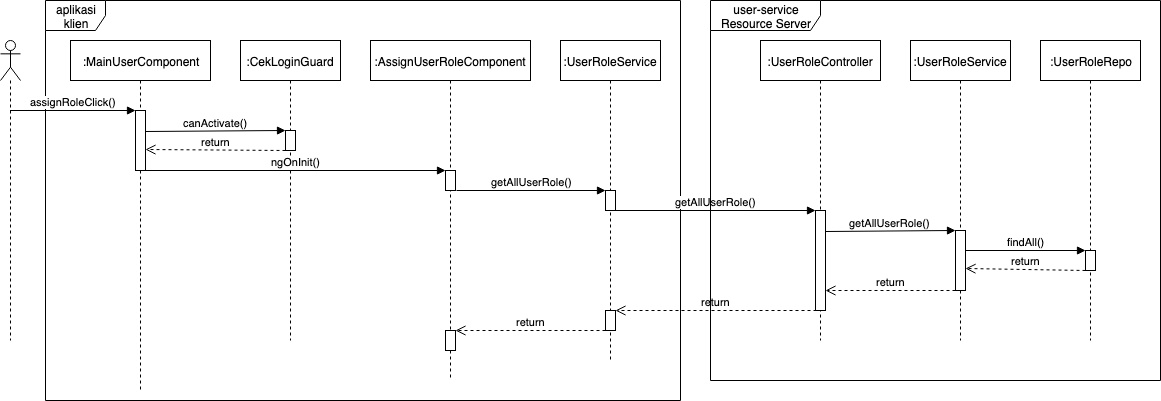 aplikasi
klien
user-service
Resource Server
:MainUserComponent
:CekLoginGuard
:AssignUserRoleComponent
:UserRoleService
:UserRoleController
:UserRoleService
:UserRoleRepo
assignRoleClick()
canActivate()
return
ngOnInit()
getAllUserRole()
getAllUserRole()
getAllUserRole()
findAll()
return
return
return
return